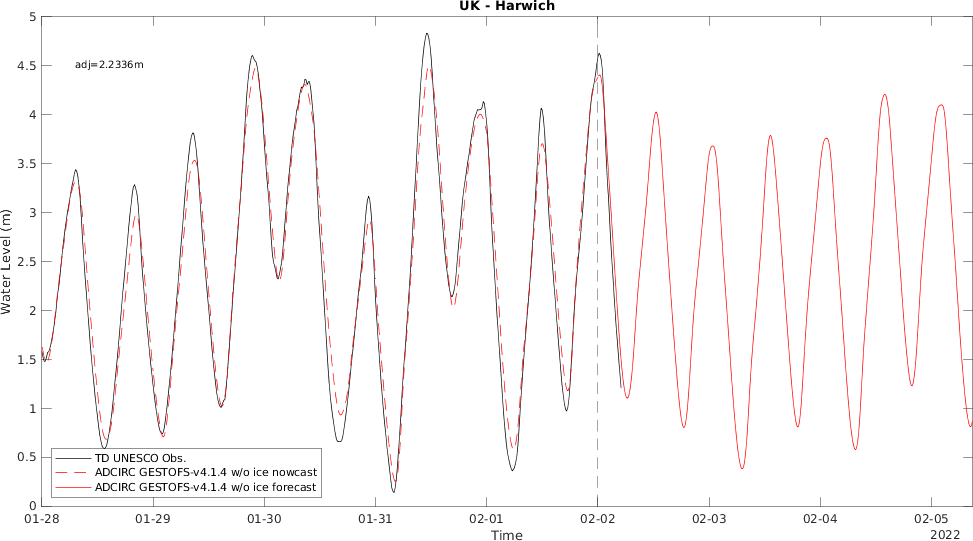 UK - Harwich
adj=2.2336m
Water Level (m)
5
4.5
4
3.5
3
2.5
2
1.5
1
0.5
0
TD UNESCO Obs.
ADCIRC GESTOFS-v4.1.4 w/o ice nowcast
ADCIRC GESTOFS-v4.1.4 w/o ice forecast
01-28 01-29 01-30 01-31 02-01 02-02 02-03 02-04 02-05
Time
2022